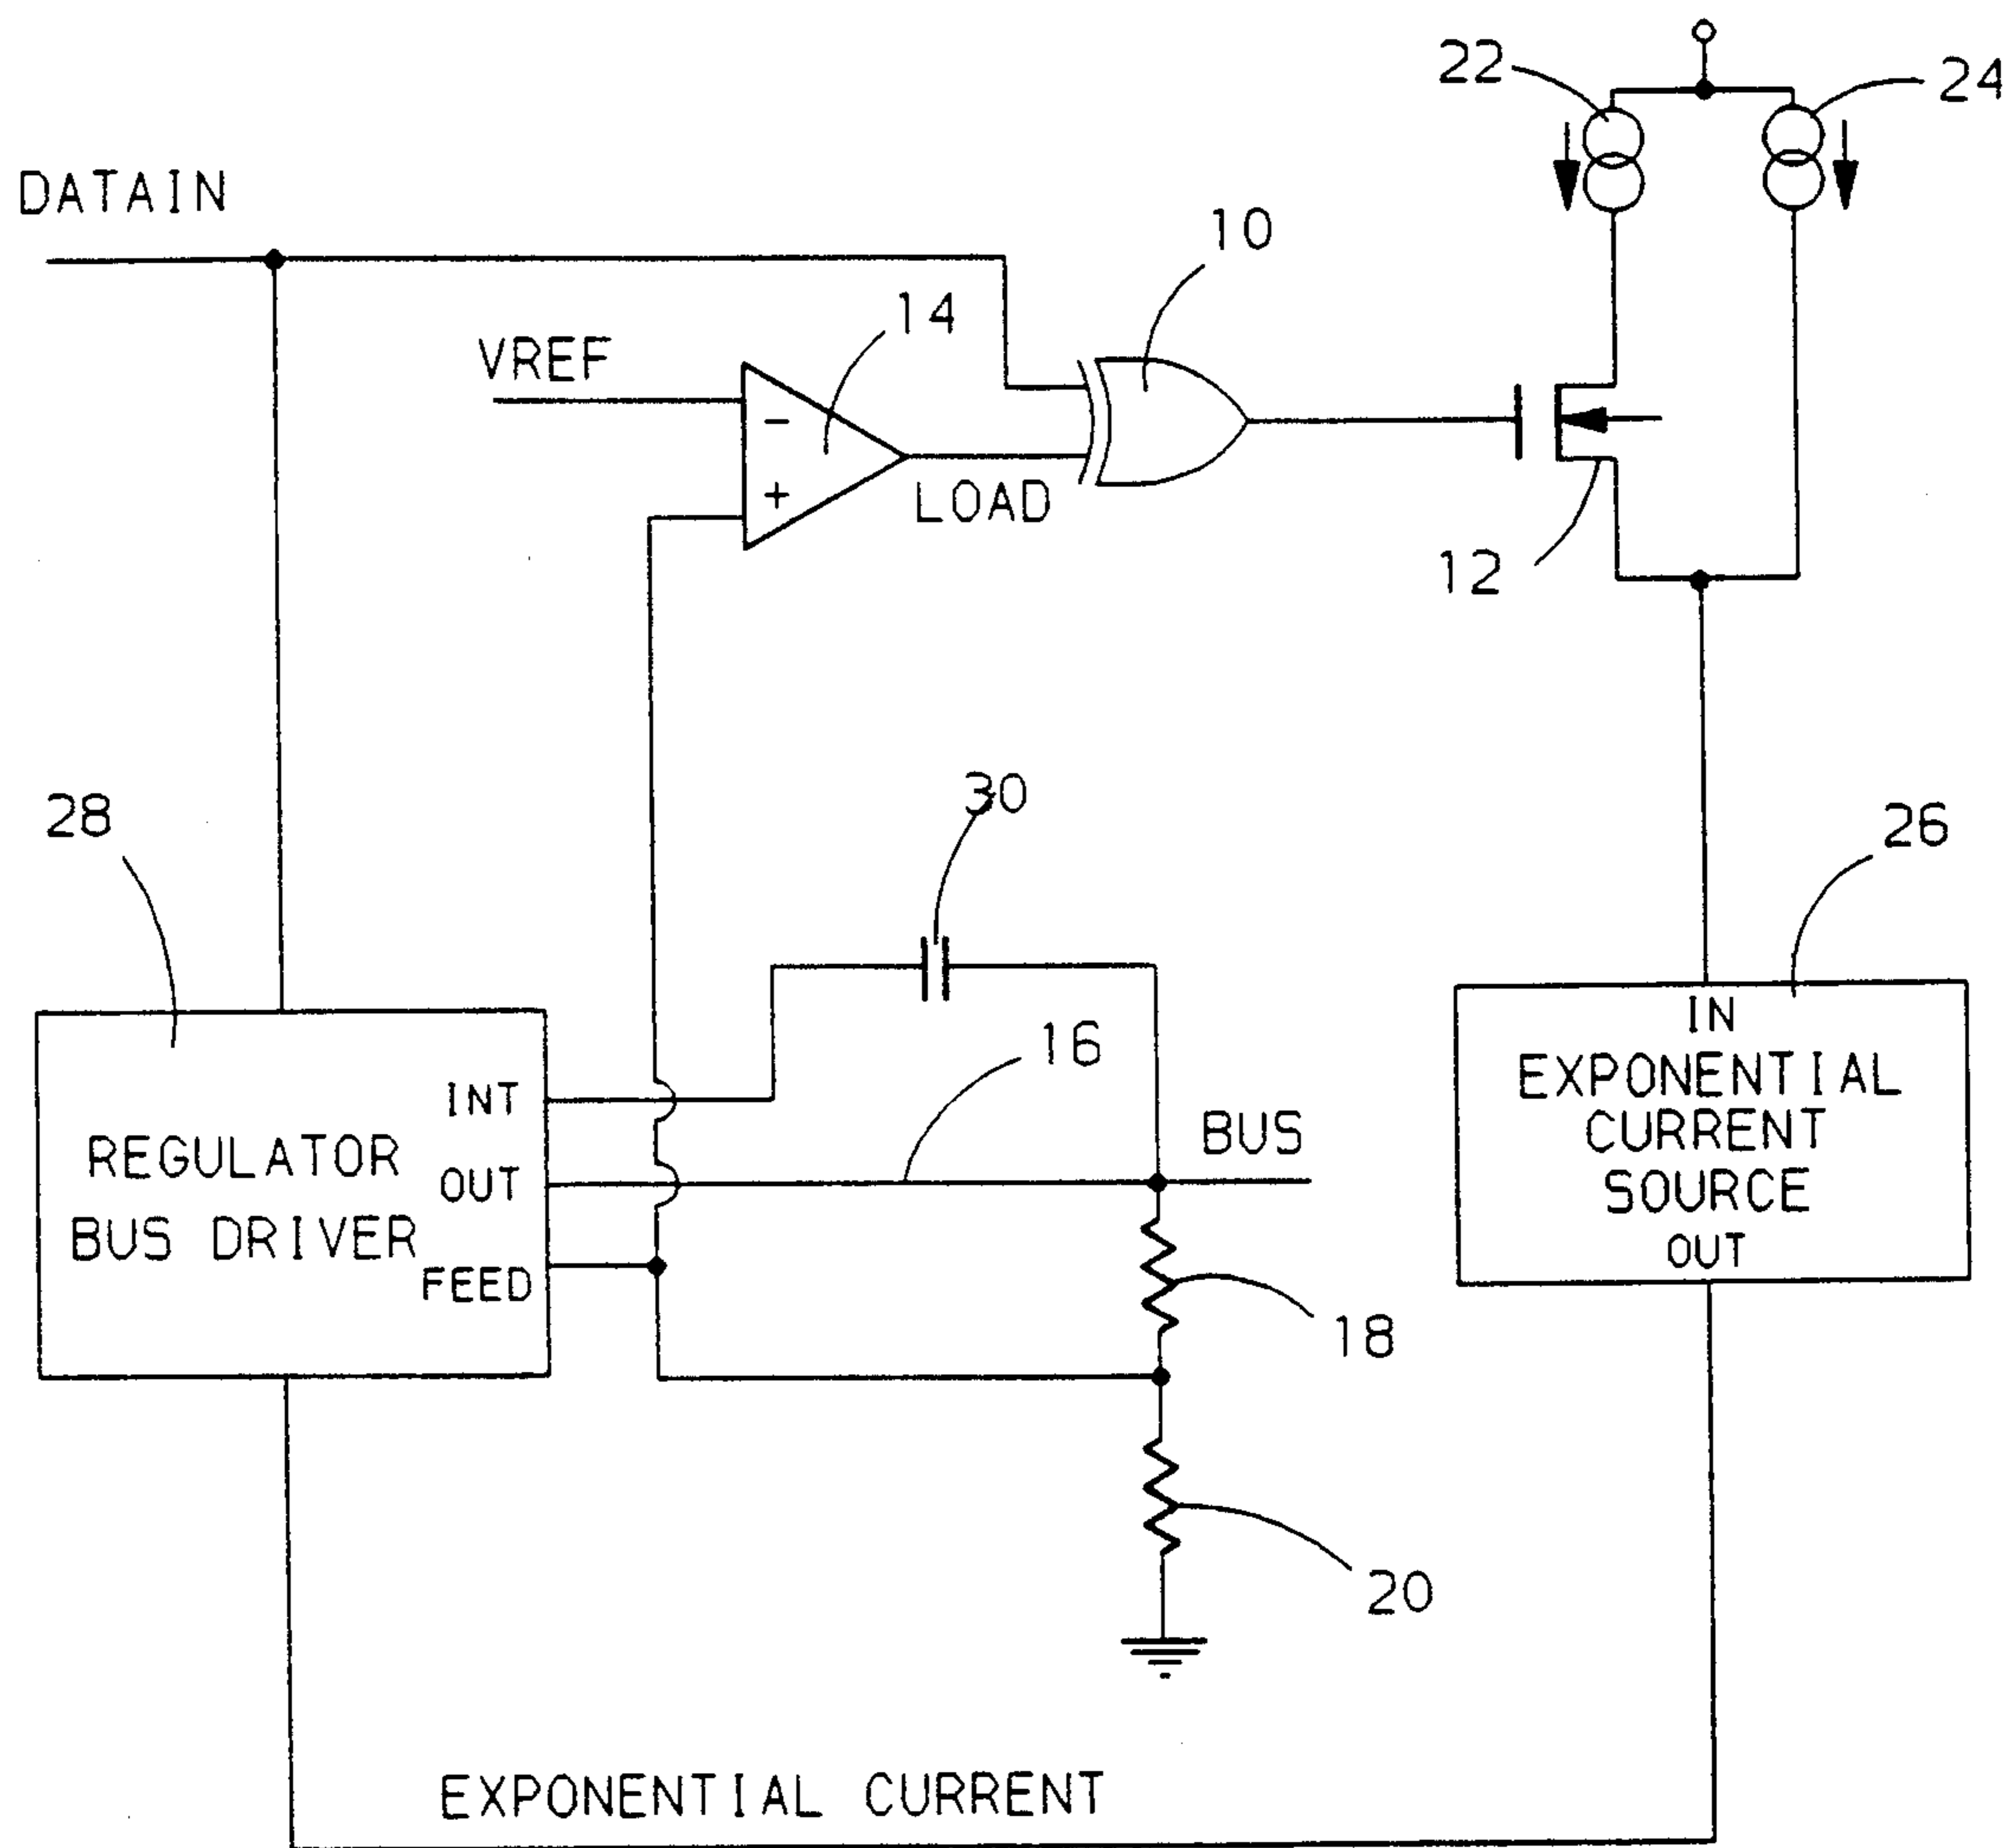 22
24
DATAIN
10
14
VREF
-
+
LOAD
12
30
28
26
16
IN
INT
EXPONENTIAL
BUS
CURRENT
REGULATOR
OUT
SOURCE
BUS DRIVER
OUT
FEED
18
20
EXPONENTIAL CURRENT